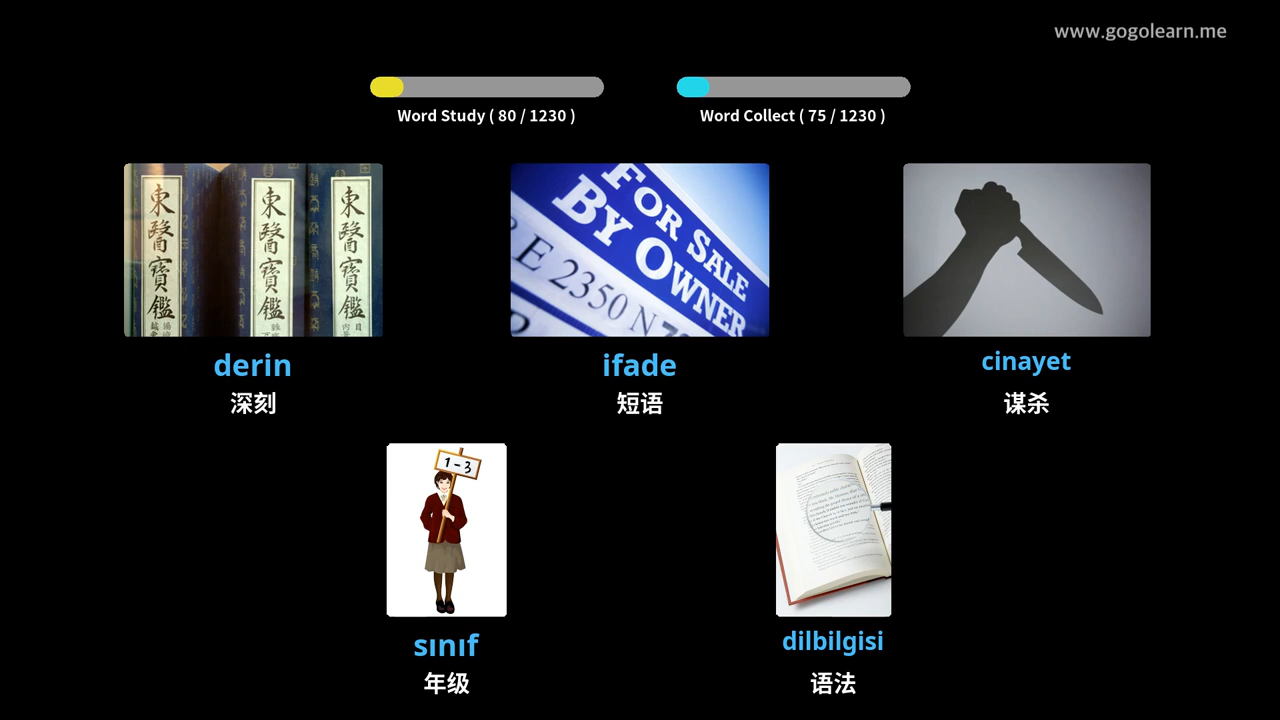 www.gogolearn.me
Word Study ( 80 / 1230 )
Word Collect ( 75 / 1230 )
東醫寶鑑
東醫寶鑑
東醫寶鑑
FOR SALE
BY OWNER
E 2350 N
derin
深刻
ifade
短语
cinayet
谋杀
1-3
sınıf
年级
dilbilgisi
语法